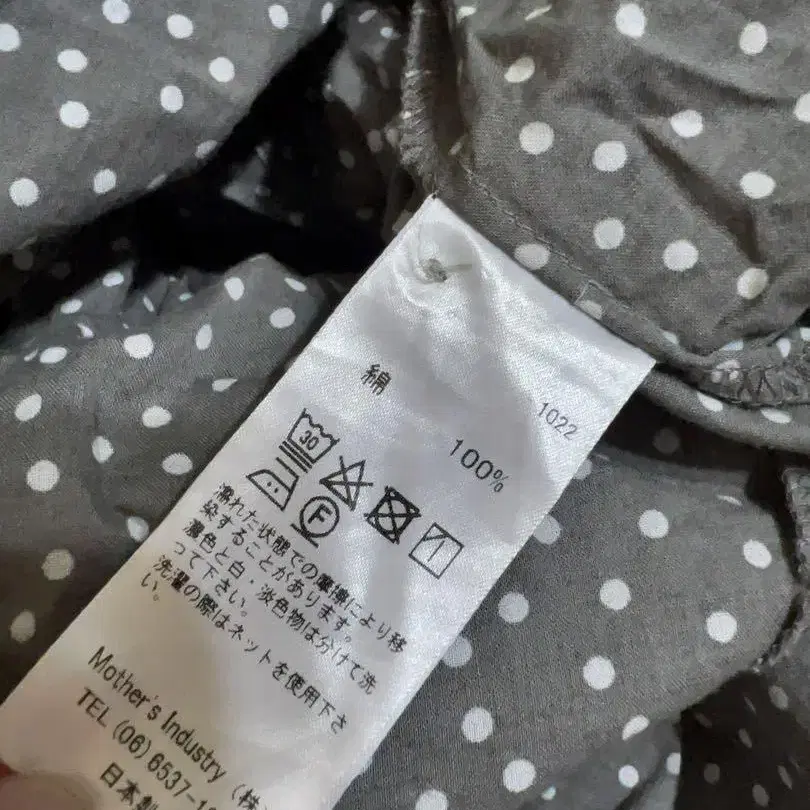 1022
綿 100%
30
F
濡れた状態での摩擦により移
染することがあります。
濃色と白・淡色物は分けて洗
って下さい。
洗濯の際はネットを使用下さ
い。
Mother's Industry (株)
TEL (06) 6537-1
日本製